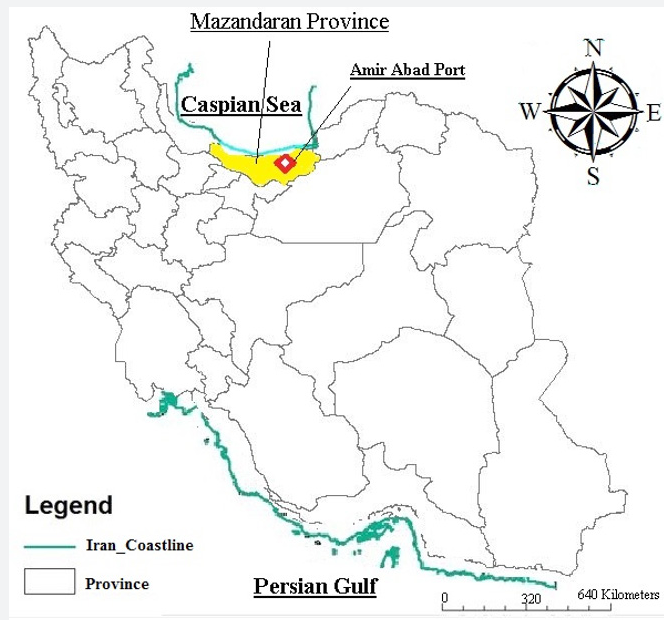 Mazandaran Province
Amir Abad Port
Caspian Sea
N
W
E
S
Legend
Iran_Coastline
Province
Persian Gulf
0 320 640 Kilometers